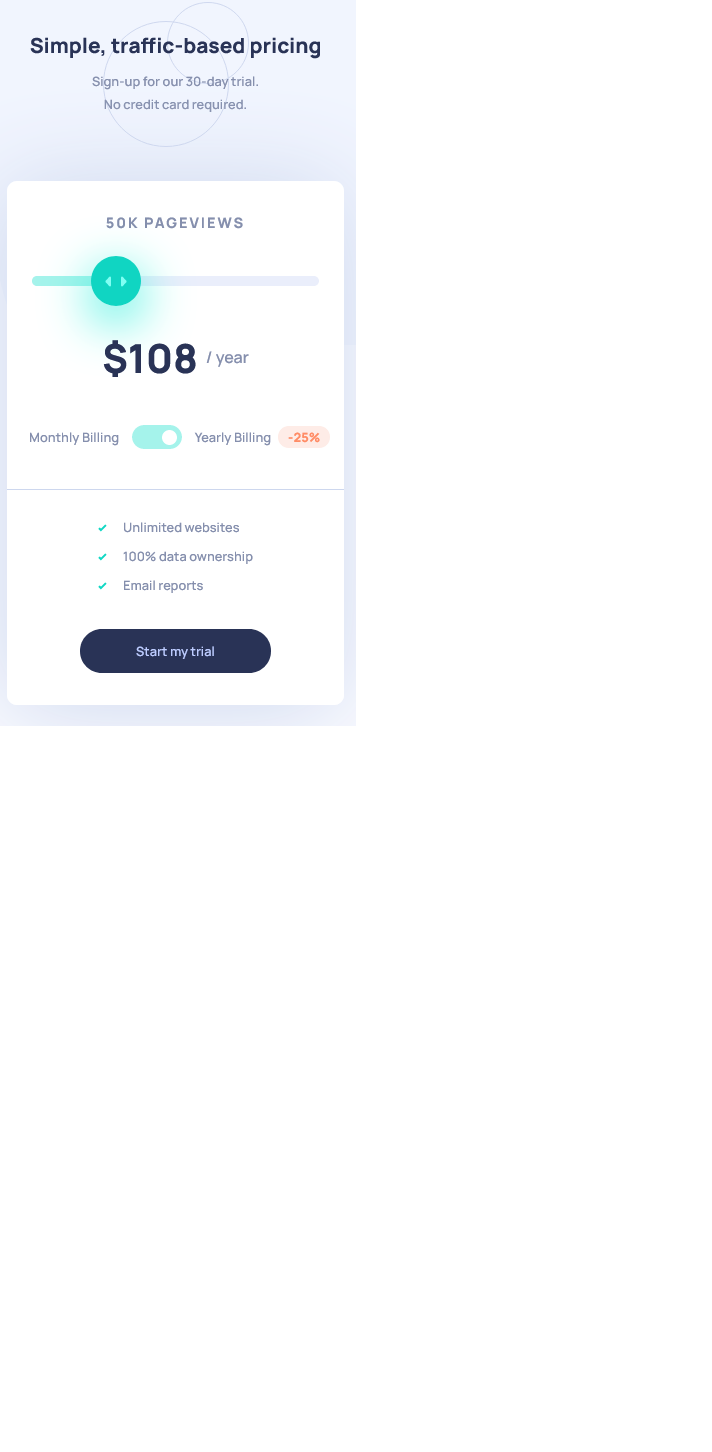 Simple, traffic-based pricing
Sign-up for our 30-day trial.
No credit card required.
50K PAGEVIEWS
$108 / year
Monthly Billing Yearly Billing -25%
Unlimited websites
100% data ownership
Email reports
Start my trial